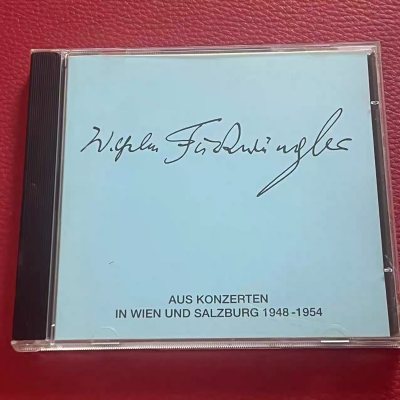 Wilhelm Furtwängler
AUS KONZERTEN
IN WIEN UND SALZBURG 1948-1954